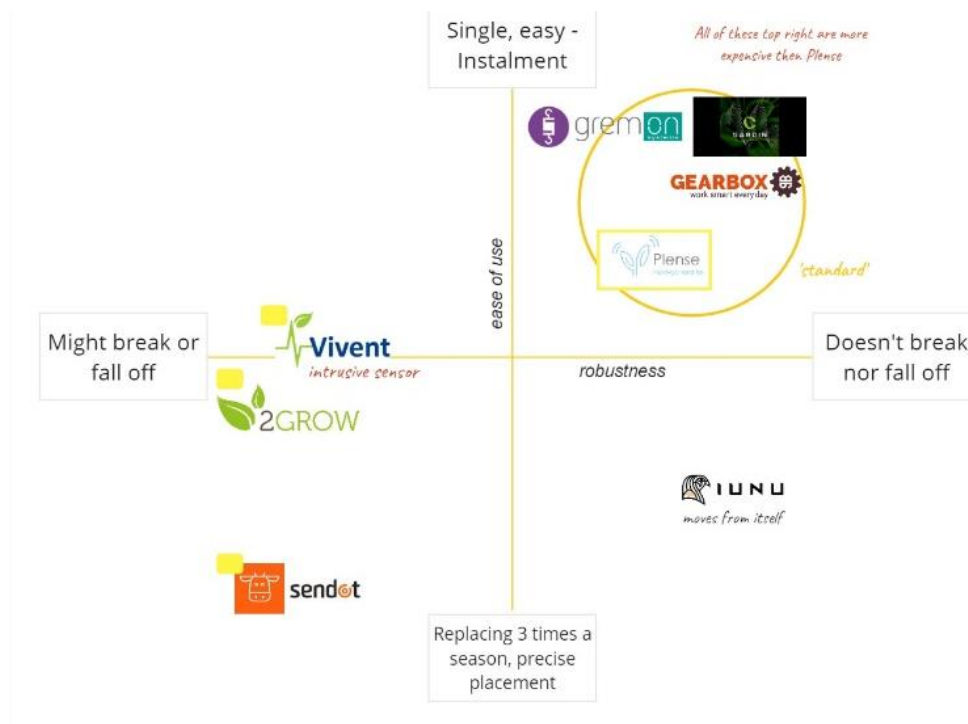 Single, easy -
Instalment
All of these top right are more
expensive then Plense
gremon
GARDIN
GEARBOX
work smart every day
Plense
'standard'
ease of use
Might break or
fall off
Vivent
intrusive sensor
robustness
Doesn't break
nor fall off
2GROW
IUNU
moves from itself
sendot
Replacing 3 times a
season, precise
placement